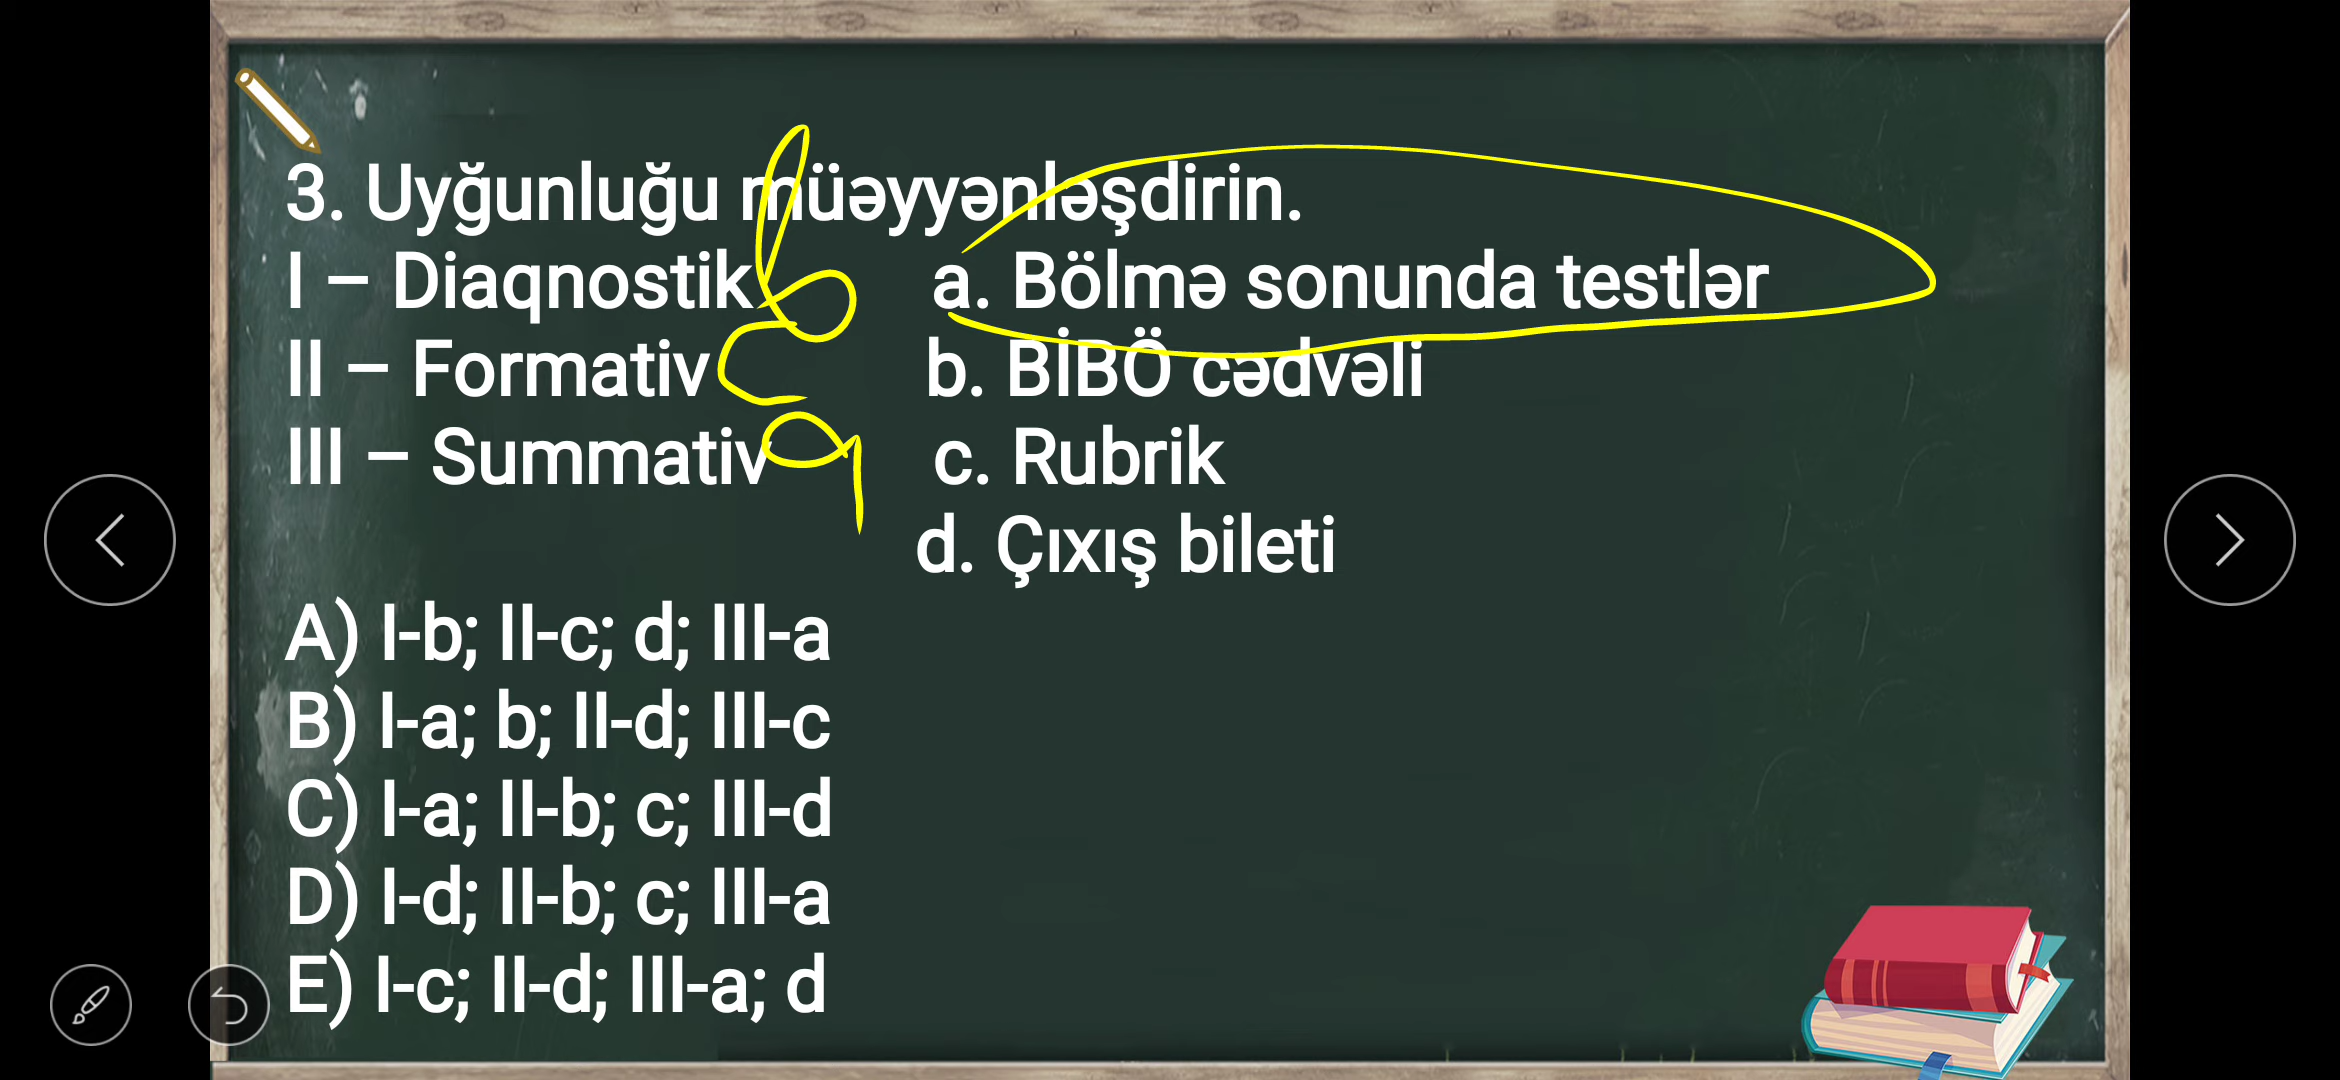 3. Uyğunluğu müəyyənləşdirin.
I – Diaqnostik b a. Bölmə sonunda testlər
II – Formativ c b. BİBÖ cədvəli
III – Summativ a c. Rubrik
d. Çıxış bileti
A) I-b; II-c; d; III-a
B) I-a; b; II-d; III-c
C) I-a; II-b; c; III-d
D) I-d; II-b; c; III-a
E) I-c; II-d; III-a; d